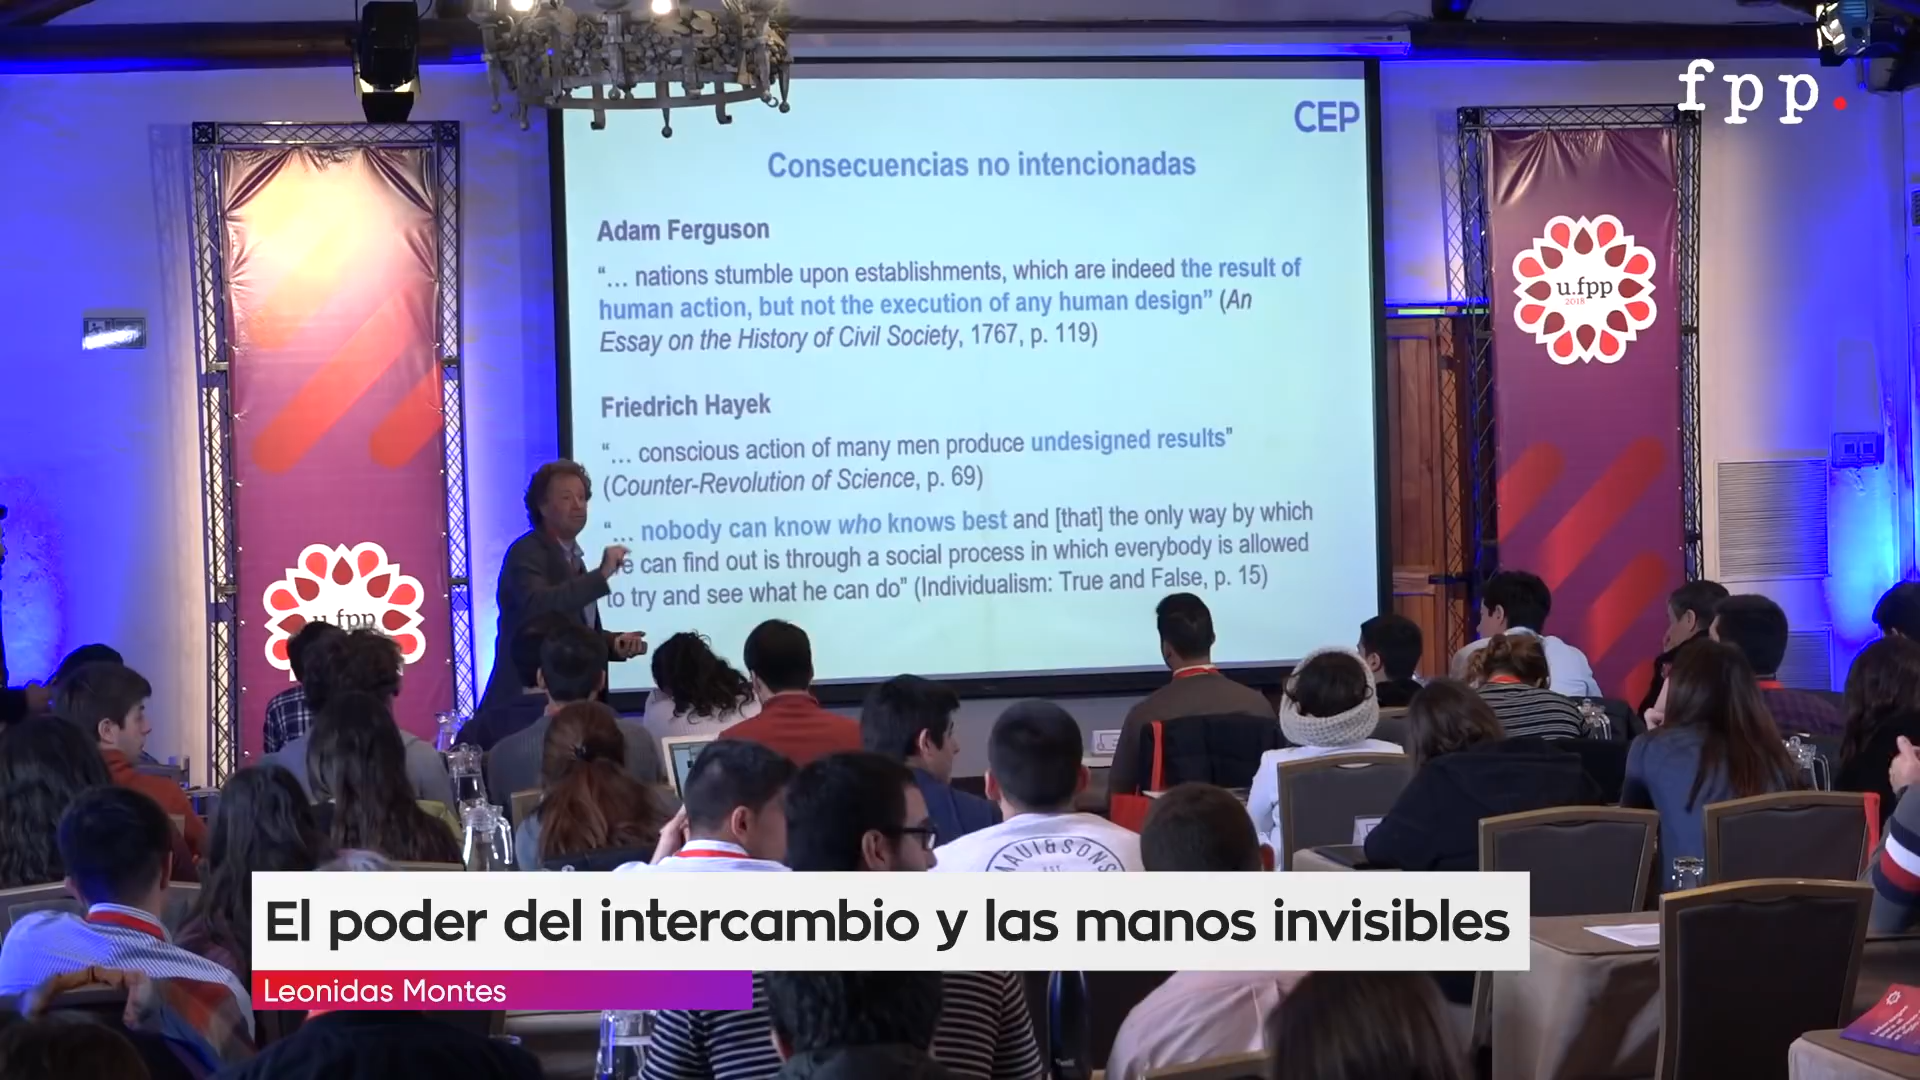 fpp.
CEP
Consecuencias no intencionadas
Adam Ferguson
“... nations stumble upon establishments, which are indeed the result of
human action, but not the execution of any human design” (An
Essay on the History of Civil Society, 1767, p. 119)
Friedrich Hayek
“... conscious action of many men produce undesigned results”
(Counter-Revolution of Science, p. 69)
“... nobody can know who knows best and [that] the only way by which
can find out is through a social process in which everybody is allowed
to try and see what he can do” (Individualism: True and False, p. 15)
u.fpp
2018
u.fpp
MAUI&SONS
El poder del intercambio y las manos invisibles
Leonidas Montes